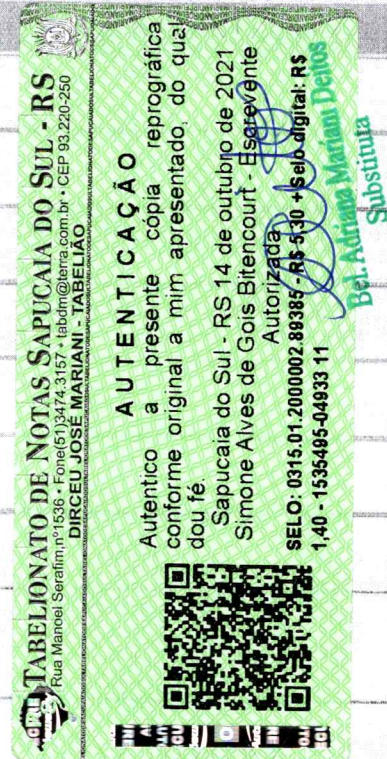 TABELIONATO DE NOTAS SAPUCAIA DO SUL - RS
Rua Manoel Serafim,nº1536 - Fone(51)3474.3157 • tabdm@terra.com.br • CEP 93.220-250
DIRCEU JOSÉ MARIANI - TABELIÃO
AUTENTICAÇÃO
Autentico a presente cópia reprográfica
conforme original a mim apresentado, do qual
dou fé.
Sapucaia do Sul - RS 14 de outubro de 2021
Simone Alves de Gois Bitencourt - Escrevente
Autorizada
SELO: 0315.01.2000002.89385 - R$ 5,30 + Selo digital: R$
1,40 - 1535495-04933 11
Bel. Adriana Mariani Deitos
Substituta